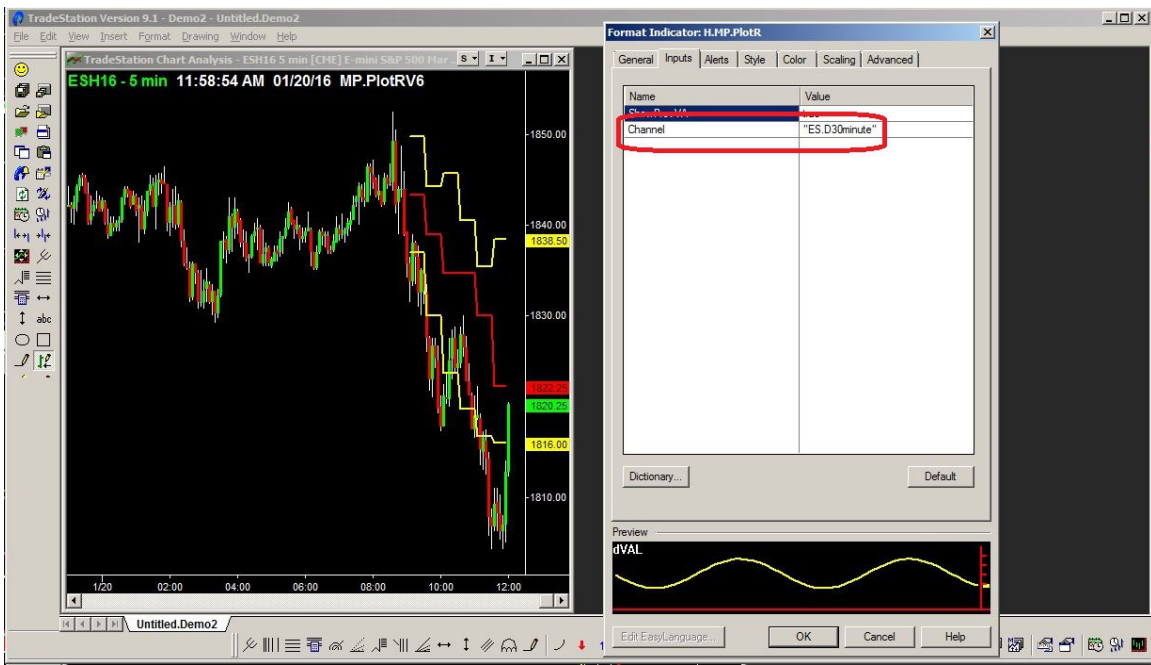 TradeStation Version 9.1 - Demo2 - Untitled.Demo2
File Edit View Insert Format Drawing Window Help
TradeStation Chart Analysis - ESH16 5 min [CME] E-mini S&P 500 Mar
S I
ESH16 - 5 min 11:58:54 AM 01/20/16 MP.PlotRV6
1850.00
1840.00
1838.50
1830.00
1822.25
1820.25
1816.00
1810.00
1/20 02:00 04:00 06:00 08:00 10:00 12:00
abc
Untitled.Demo2
Format Indicator: H.MP.PlotR
General Inputs Alerts Style Color Scaling Advanced
Name Value
Channel "ES.D30minute"
Dictionary... Default
Preview
dVAL
Edit EasyLanguage... OK Cancel Help